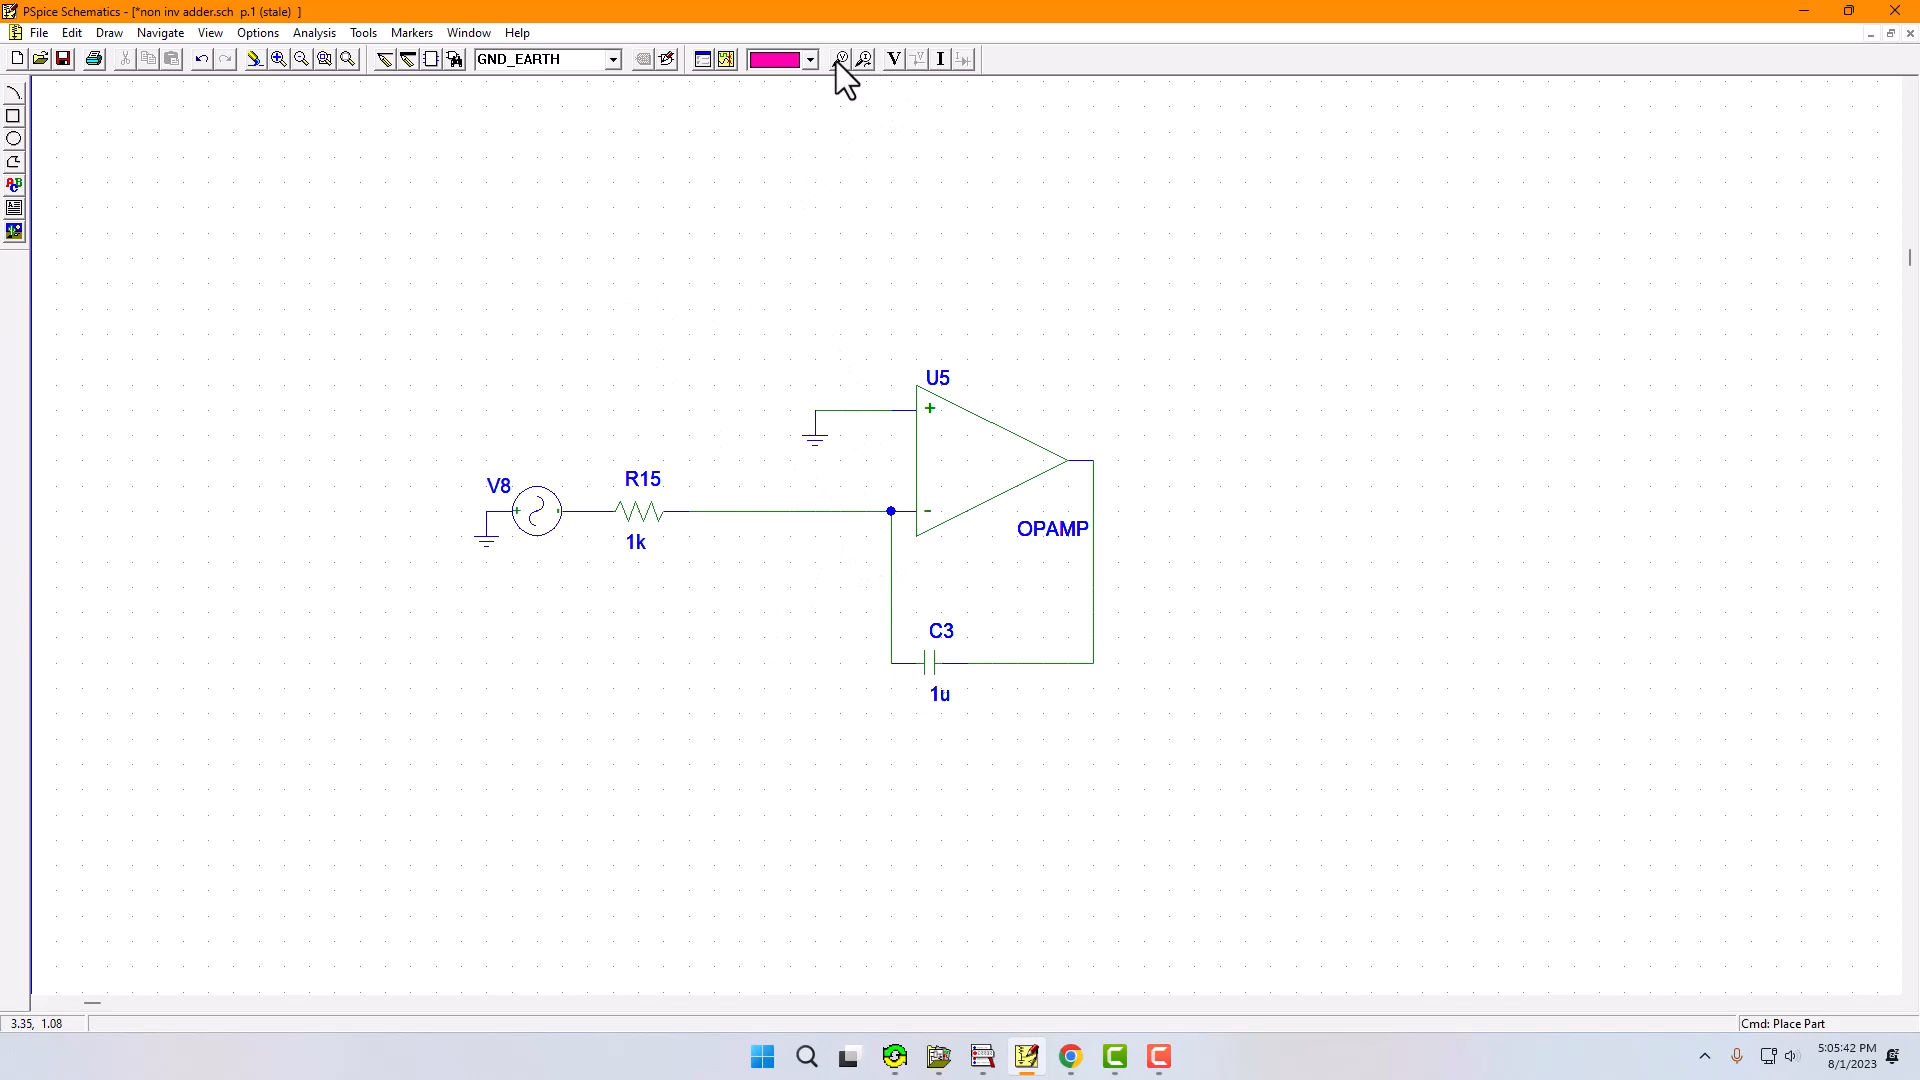 PSpice Schematics - [*non inv adder.sch  p.1 (stale)  ]
File Edit Draw Navigate View Options Analysis Tools Markers Window Help
GND_EARTH
V I
ABC
U5
+
-
OPAMP
V8
+
R15
1k
C3
1u
3.35,  1.08
Cmd: Place Part
5:05:42 PM
8/1/2023